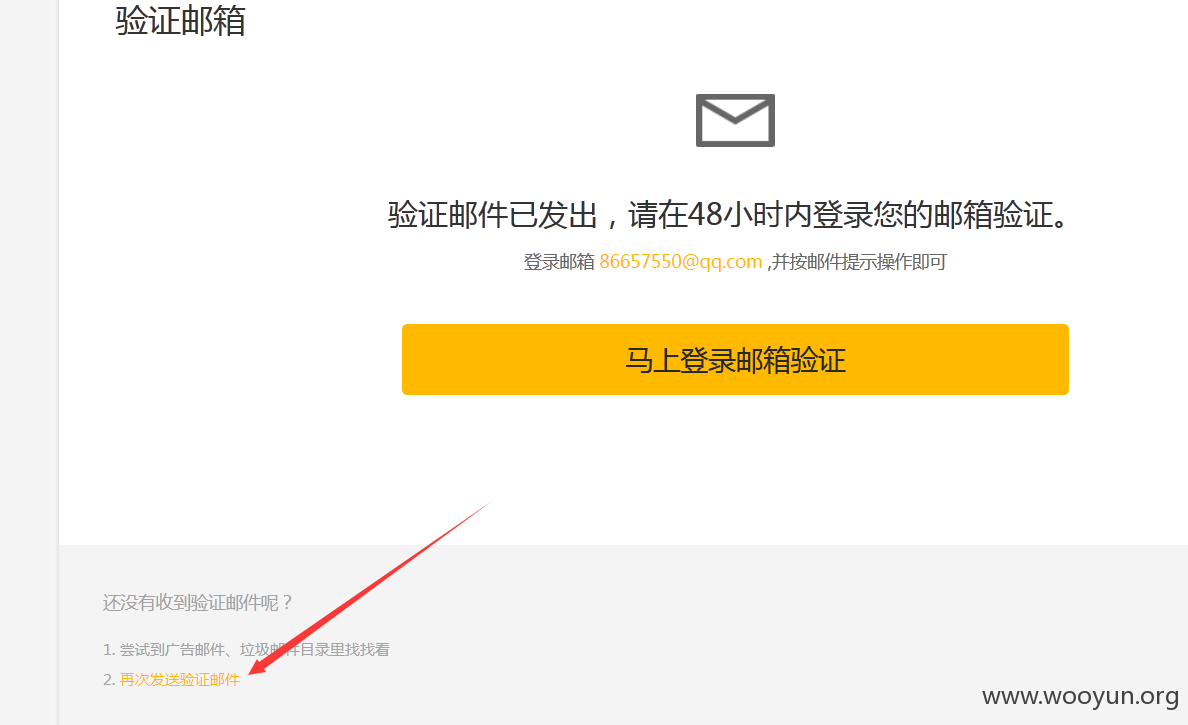 验证邮箱
验证邮件已发出，请在48小时内登录您的邮箱验证。
登录邮箱 86657550@qq.com ,并按邮件提示操作即可
马上登录邮箱验证
还没有收到验证邮件呢？
1. 尝试到广告邮件、垃圾邮件目录里找找看
2. 再次发送验证邮件
www.wooyun.org